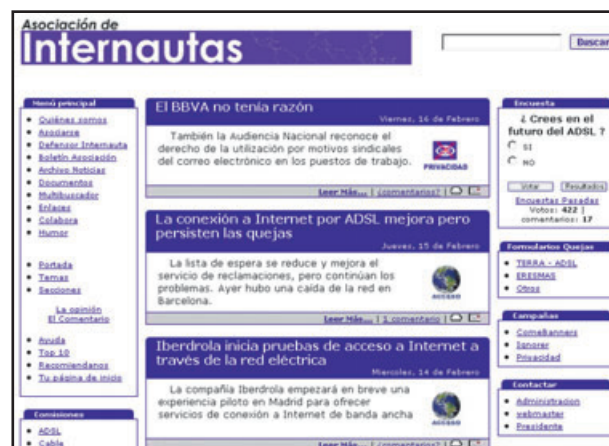 Asociación de
Internautas
Buscar
Menú principal
Quiénes somos
Asociarse
Defensor Internauta
Boletín Asociación
Archivo Noticias
Documentos
Multibuscador
Enlaces
Colabora
Humor
Portada
Temas
Secciones
La opinión
El Comentario
Ayuda
Top 10
Recomiendanos
Tu página de inicio
Comisiones
ADSL
Cable
El BBVA no tenía razón
Viernes, 16 de Febrero
También la Audiencia Nacional reconoce el
derecho de la utilización por motivos sindicales
del correo electrónico en los puestos de trabajo.
PRIVACIDAD
Leer Más... | ¿comentarios? |
La conexión a Internet por ADSL mejora pero
persisten las quejas
Jueves, 15 de Febrero
La lista de espera se reduce y mejora el
servicio de reclamaciones, pero continúan los
problemas. Ayer hubo una caída de la red en
Barcelona.
ACCESO
Leer Más... | 1 comentario |
Iberdrola inicia pruebas de acceso a Internet a
través de la red eléctrica
Miercoles, 14 de Febrero
La compañía Iberdrola empezará en breve una
experiencia piloto en Madrid para ofrecer
servicios de conexión a Internet de banda ancha
ACCESO
Leer Más... | ¿comentarios? |
Encuesta
¿ Crees en el
futuro del ADSL ?
SI
NO
Votar Resultados
Encuestas Pasadas
Votos: 422 |
comentarios: 17
Formularios Quejas
TERRA - ADSL
ERESMAS
Otros
Campañas
ComeBanners
Ignorer
Privacidad
Contactar
Administracion
webmaster
Presidente